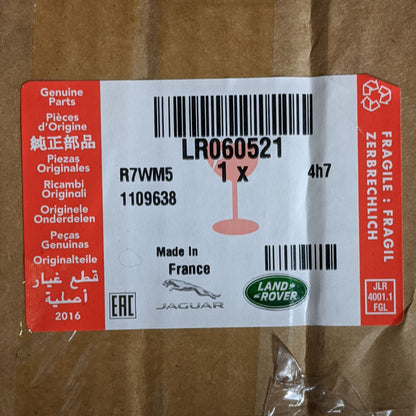 Genuine
Parts
Pièces
d'Origine
純正部品
Piezas
Originales
Ricambi
Originali
Originele
Onderdelen
Peças
Genuinas
Originalteile
قطع غيار
أصلية
2016
LR060521
R7WM5
1 x
4h7
1109638
Made In
France
EAC
JAGUAR
LAND
ROVER
FRAGILE : FRAGIL
ZERBRECHLICH
JLR
4001.1
FGL